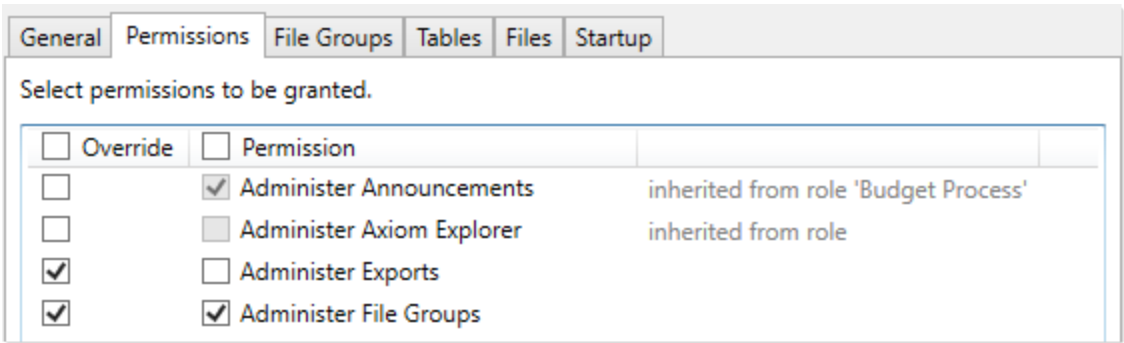 General Permissions File Groups Tables Files Startup
Select permissions to be granted.
Override Permission
Administer Announcements inherited from role 'Budget Process'
Administer Axiom Explorer inherited from role
Administer Exports
Administer File Groups